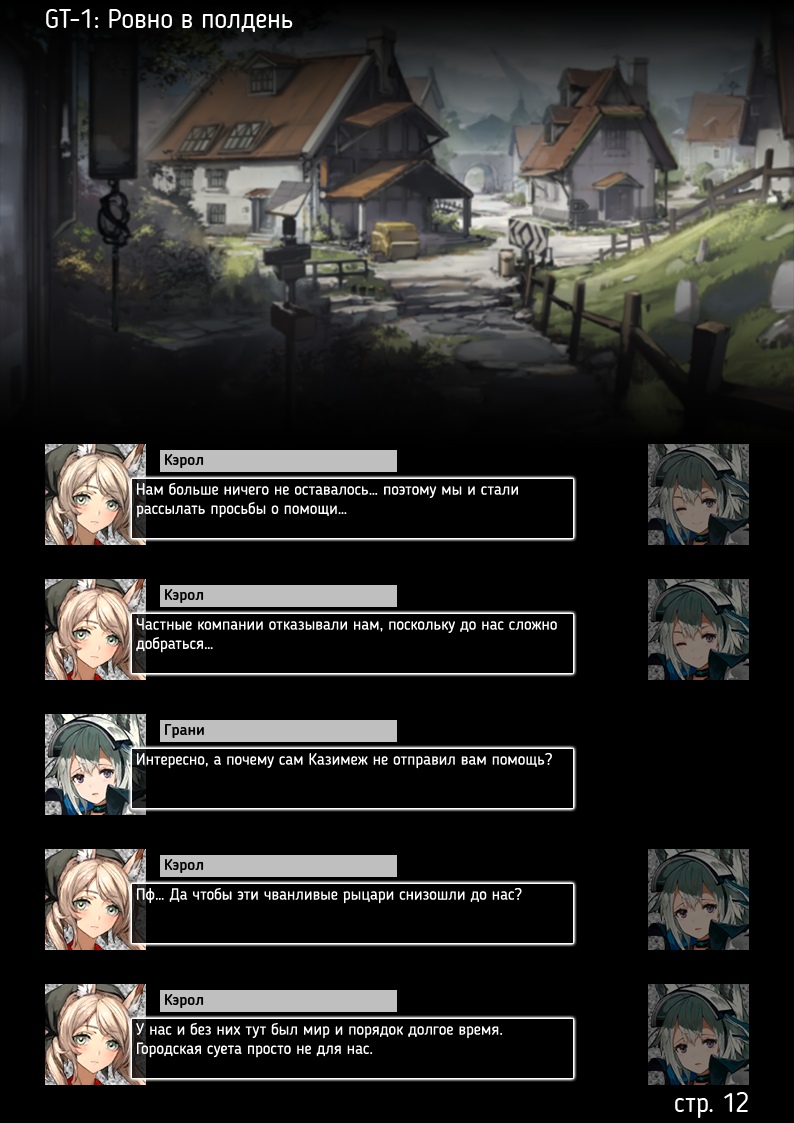 GT-1: Ровно в полдень
Кэрол
Нам больше ничего не оставалось... поэтому мы и стали
рассылать просьбы о помощи...
Кэрол
Частные компании отказывали нам, поскольку до нас сложно
добраться...
Грани
Интересно, а почему сам Казимеж не отправил вам помощь?
Кэрол
Пф... Да чтобы эти чванливые рыцари снизошли до нас?
Кэрол
У нас и без них тут был мир и порядок долгое время.
Городская суета просто не для нас.
стр. 12